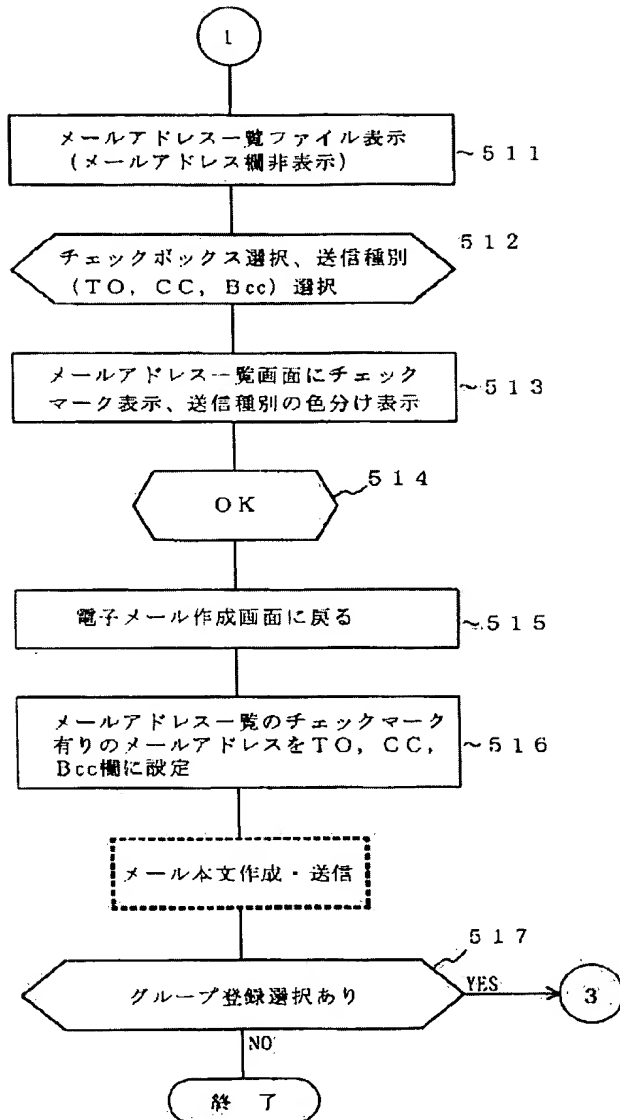 1
メールアドレス一覧ファイル表示
(メールアドレス欄非表示)
~511
512
チェックボックス選択、送信種別
(TO, CC, Bcc) 選択
メールアドレス一覧画面にチェック
マーク表示、送信種別の色分け表示
~513
514
OK
電子メール作成画面に戻る
~515
メールアドレス一覧のチェックマーク
有りのメールアドレスをTO, CC,
Bcc欄に設定
~516
メール本文作成・送信
517
グループ登録選択あり
YES
3
NO
終 了